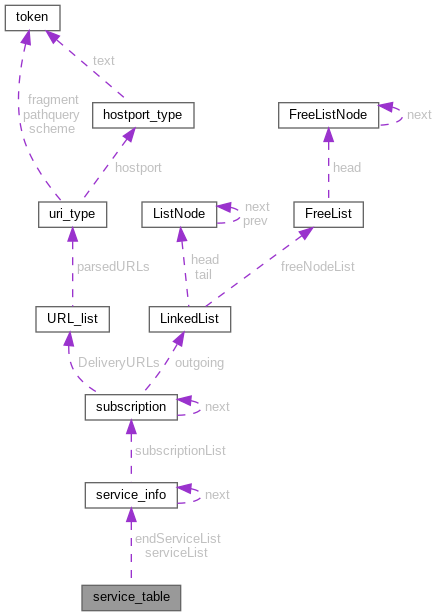 token
text
fragment
pathquery
scheme
hostport_type
FreeListNode
next
hostport
head
uri_type
ListNode
next
prev
FreeList
parsedURLs
head
tail
freeNodeList
URL_list
LinkedList
DeliveryURLs
outgoing
subscription
next
subscriptionList
service_info
next
endServiceList
serviceList
service_table